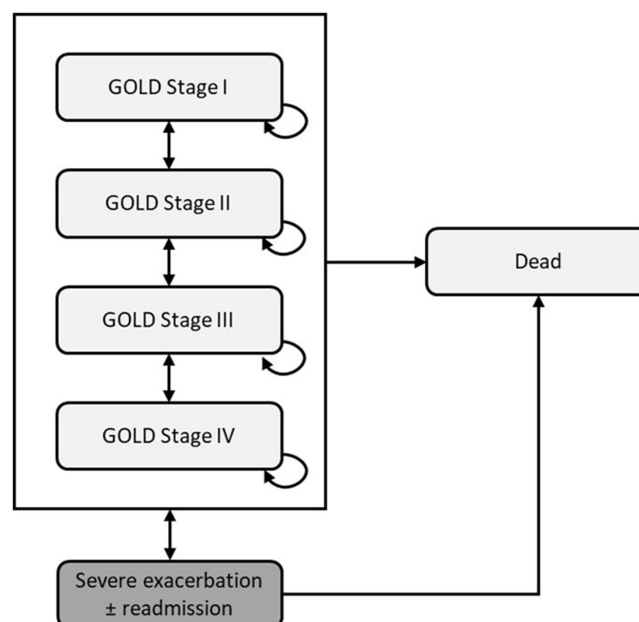 GOLD Stage I
GOLD Stage II
GOLD Stage III
GOLD Stage IV
Dead
Severe exacerbation
± readmission